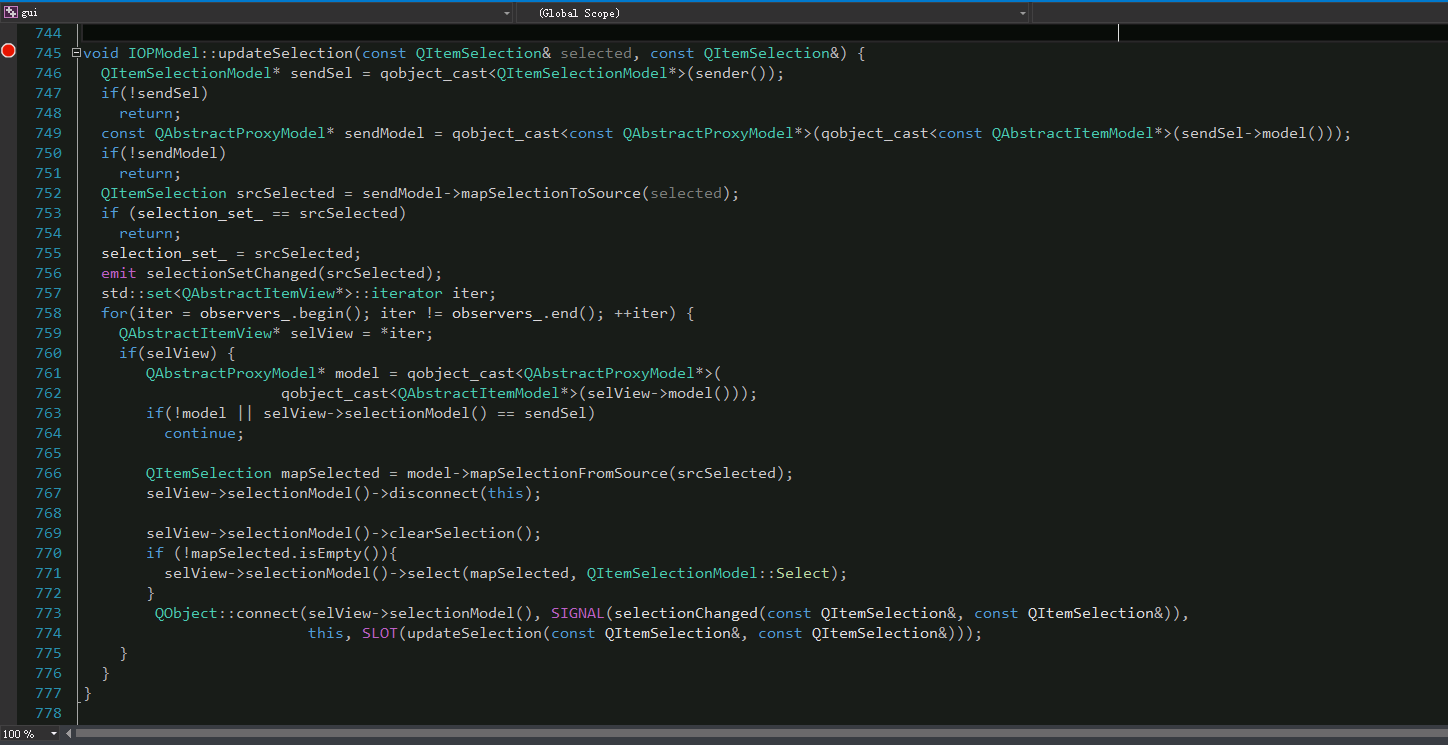 gui (Global Scope)
744
745 void IOPModel::updateSelection(const QItemSelection& selected, const QItemSelection&) {
746 QItemSelectionModel* sendSel = qobject_cast<QItemSelectionModel*>(sender());
747 if(!sendSel)
748 return;
749 const QAbstractProxyModel* sendModel = qobject_cast<const QAbstractProxyModel*>(qobject_cast<const QAbstractItemModel*>(sendSel->model()));
750 if(!sendModel)
751 return;
752 QItemSelection srcSelected = sendModel->mapSelectionToSource(selected);
753 if (selection_set_ == srcSelected)
754 return;
755 selection_set_ = srcSelected;
756 emit selectionSetChanged(srcSelected);
757 std::set<QAbstractItemView*>::iterator iter;
758 for(iter = observers_.begin(); iter != observers_.end(); ++iter) {
759 QAbstractItemView* selView = *iter;
760 if(selView) {
761 QAbstractProxyModel* model = qobject_cast<QAbstractProxyModel*>(
762 qobject_cast<QAbstractItemModel*>(selView->model()));
763 if(!model || selView->selectionModel() == sendSel)
764 continue;
765
766 QItemSelection mapSelected = model->mapSelectionFromSource(srcSelected);
767 selView->selectionModel()->disconnect(this);
768
769 selView->selectionModel()->clearSelection();
770 if (!mapSelected.isEmpty()){
771 selView->selectionModel()->select(mapSelected, QItemSelectionModel::Select);
772 }
773 QObject::connect(selView->selectionModel(), SIGNAL(selectionChanged(const QItemSelection&, const QItemSelection&)),
774 this, SLOT(updateSelection(const QItemSelection&, const QItemSelection&)));
775 }
776 }
777 }
778
100 %